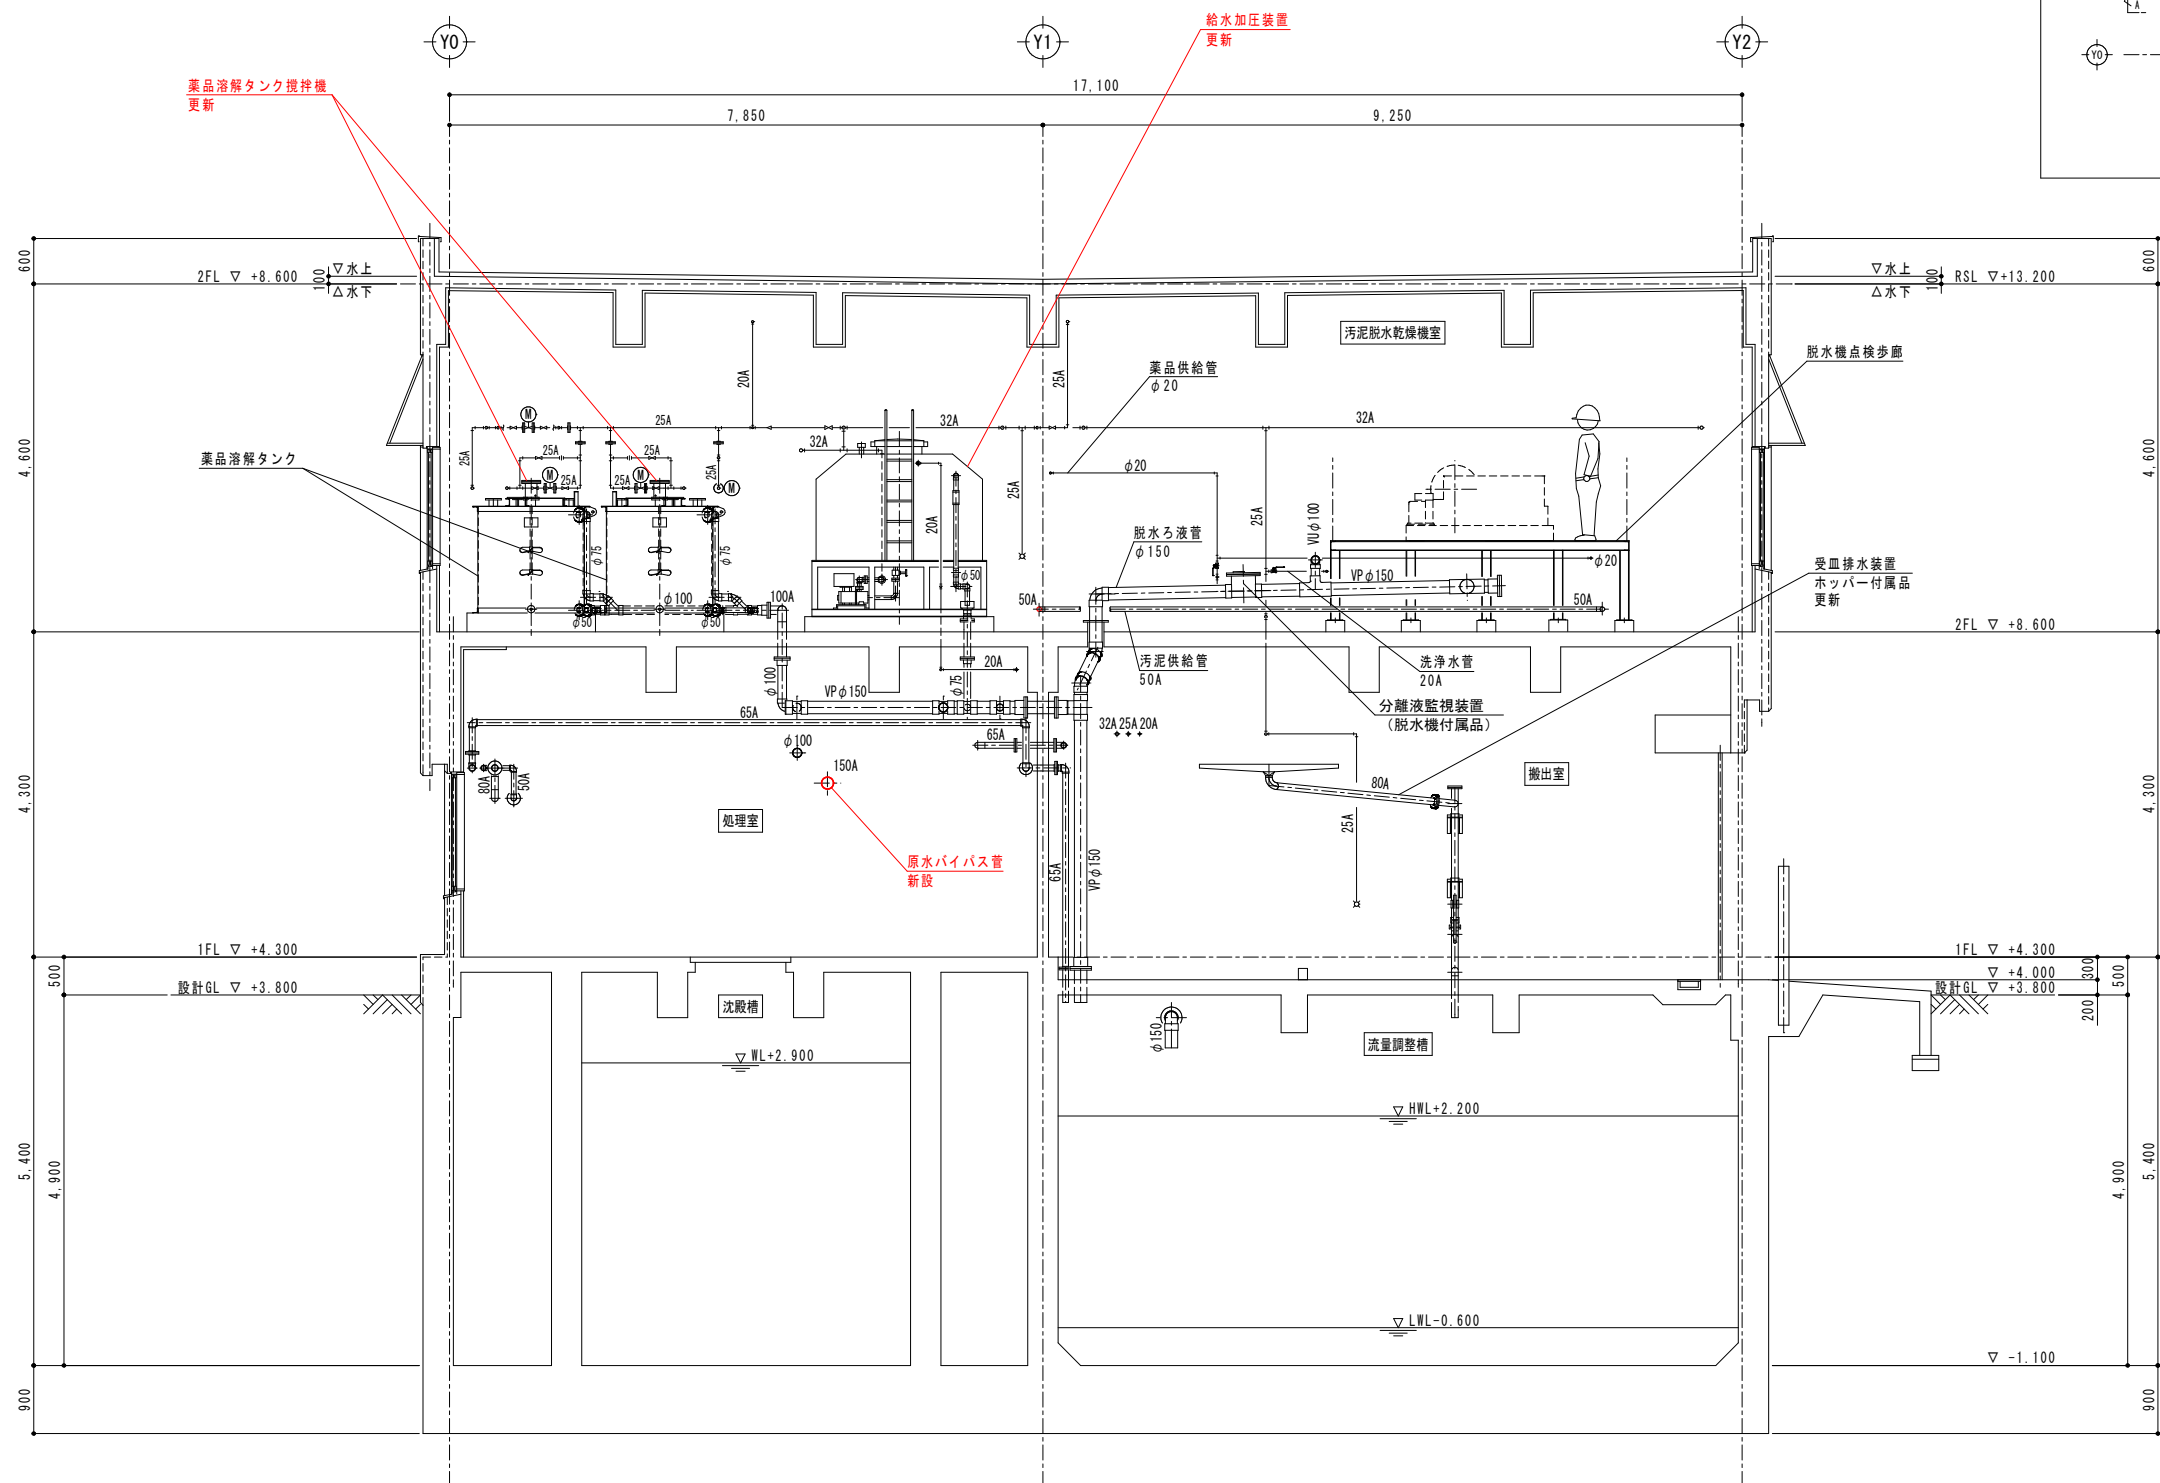 A
Y0
Y0
Y1
Y2
給水加圧装置
更新
薬品溶解タンク撹拌機
更新
17,100
7,850
9,250
600
2FL ▽ +8.600
100
▽水上
△水下
▽水上
△水下
100
RSL ▽+13.200
600
汚泥脱水乾燥機室
脱水機点検歩廊
薬品供給管
φ20
20A
25A
M
25A
32A
32A
32A
25A
25A
25A
25A
M
25A
25A
M
25A
M
薬品溶解タンク
4,600
4,600
φ20
25A
20A
25A
VUφ100
脱水ろ液菅
φ150
φ75
φ75
φ50
φ20
VPφ150
受皿排水装置
ホッパー付属品
更新
φ100
100A
50A
50A
φ50
φ50
2FL ▽ +8.600
汚泥供給管
50A
洗浄水菅
20A
20A
φ100
φ75
VPφ150
分離液監視装置
(脱水機付属品)
65A
32A 25A 20A
65A
φ100
80A
50A
150A
80A
搬出室
処理室
25A
4,300
4,300
原水バイパス菅
新設
65A
VPφ150
1FL ▽ +4.300
1FL ▽ +4.300
500
▽ +4.000
300
500
設計GL ▽ +3.800
設計GL ▽ +3.800
200
沈殿槽
φ150
流量調整槽
▽ WL+2.900
▽ HWL+2.200
5,400
4,900
4,900
5,400
▽ LWL-0.600
▽ -1.100
900
900